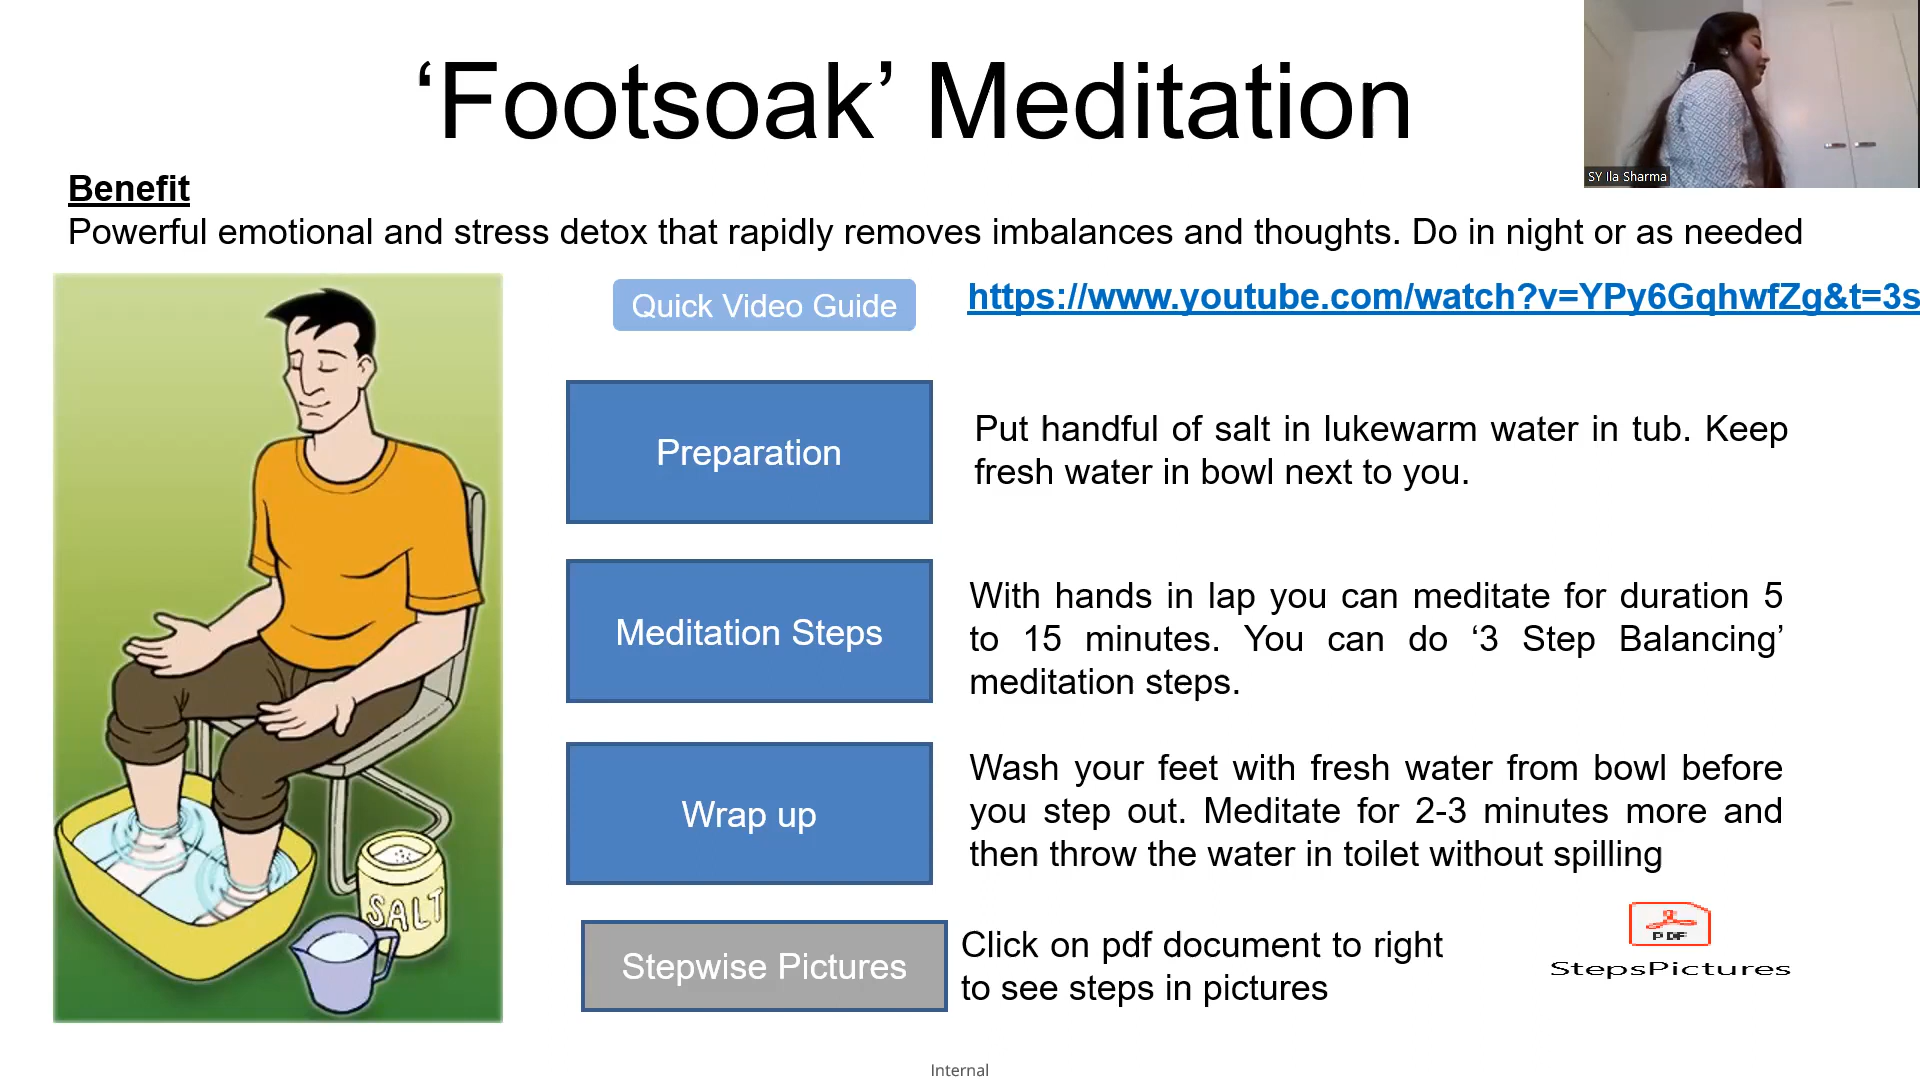 ‘Footsoak’ Meditation
SY Ila Sharma
Benefit
Powerful emotional and stress detox that rapidly removes imbalances and thoughts. Do in night or as needed
Quick Video Guide
https://www.youtube.com/watch?v=YPy6GqhwfZg&t=3s
Preparation
Put handful of salt in lukewarm water in tub. Keep
fresh water in bowl next to you.
Meditation Steps
With hands in lap you can meditate for duration 5
to 15 minutes. You can do ‘3 Step Balancing’
meditation steps.
Wrap up
Wash your feet with fresh water from bowl before
you step out. Meditate for 2-3 minutes more and
then throw the water in toilet without spilling
SALT
Stepwise Pictures
Click on pdf document to right
to see steps in pictures
PDF
StepsPictures
Internal